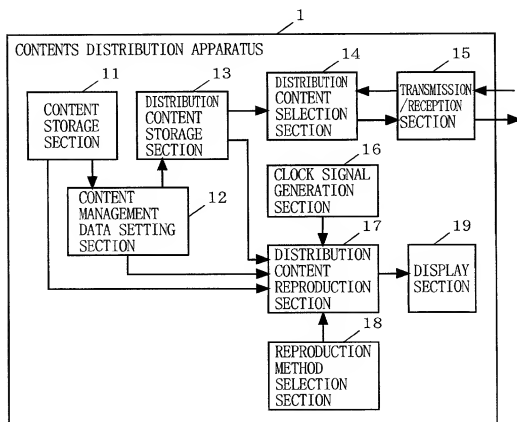 1
CONTENTS DISTRIBUTION APPARATUS
11
CONTENT
STORAGE
SECTION
13
DISTRIBUTION
CONTENT
STORAGE
SECTION
14
DISTRIBUTION
CONTENT
SELECTION
SECTION
15
TRANSMISSION
/RECEPTION
SECTION
12
CONTENT
MANAGEMENT
DATA SETTING
SECTION
16
CLOCK SIGNAL
GENERATION
SECTION
17
DISTRIBUTION
CONTENT
REPRODUCTION
SECTION
19
DISPLAY
SECTION
18
REPRODUCTION
METHOD
SELECTION
SECTION